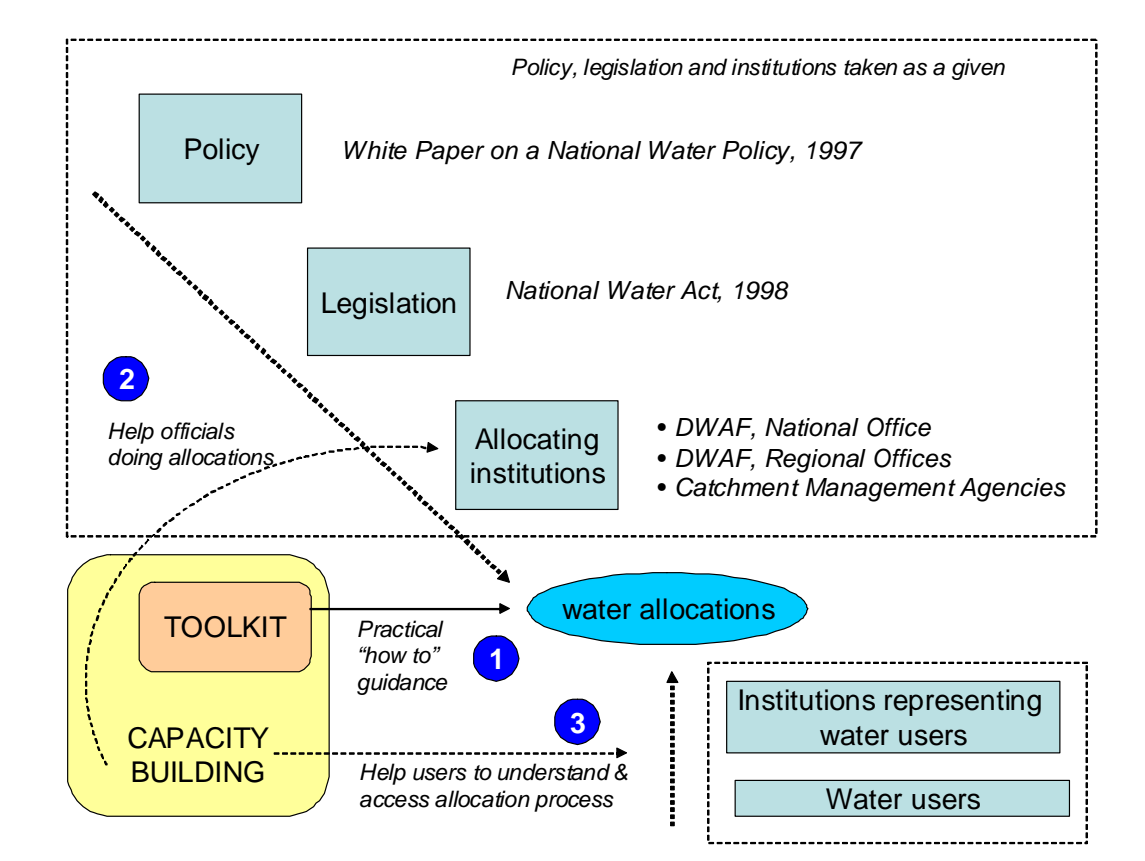 Policy, legislation and institutions taken as a given
Policy
White Paper on a National Water Policy, 1997
Legislation
National Water Act, 1998
2
Help officials
doing allocations
Allocating
institutions
• DWAF, National Office
• DWAF, Regional Offices
• Catchment Management Agencies
TOOLKIT
water allocations
Practical
“how to”
guidance
1
CAPACITY
BUILDING
3
Help users to understand &
access allocation process
Institutions representing
water users
Water users